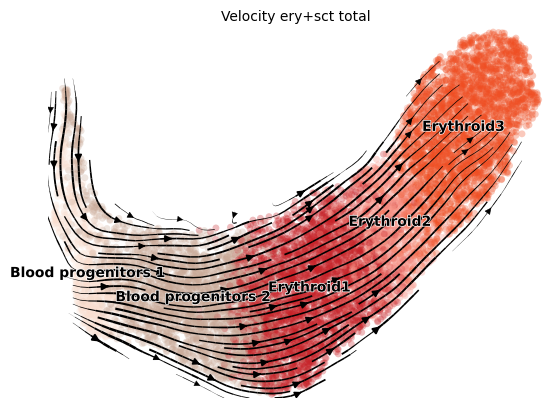 Velocity ery+sct total
Erythroid3
Erythroid2
Blood progenitors 1
Erythroid1
Blood progenitors 2